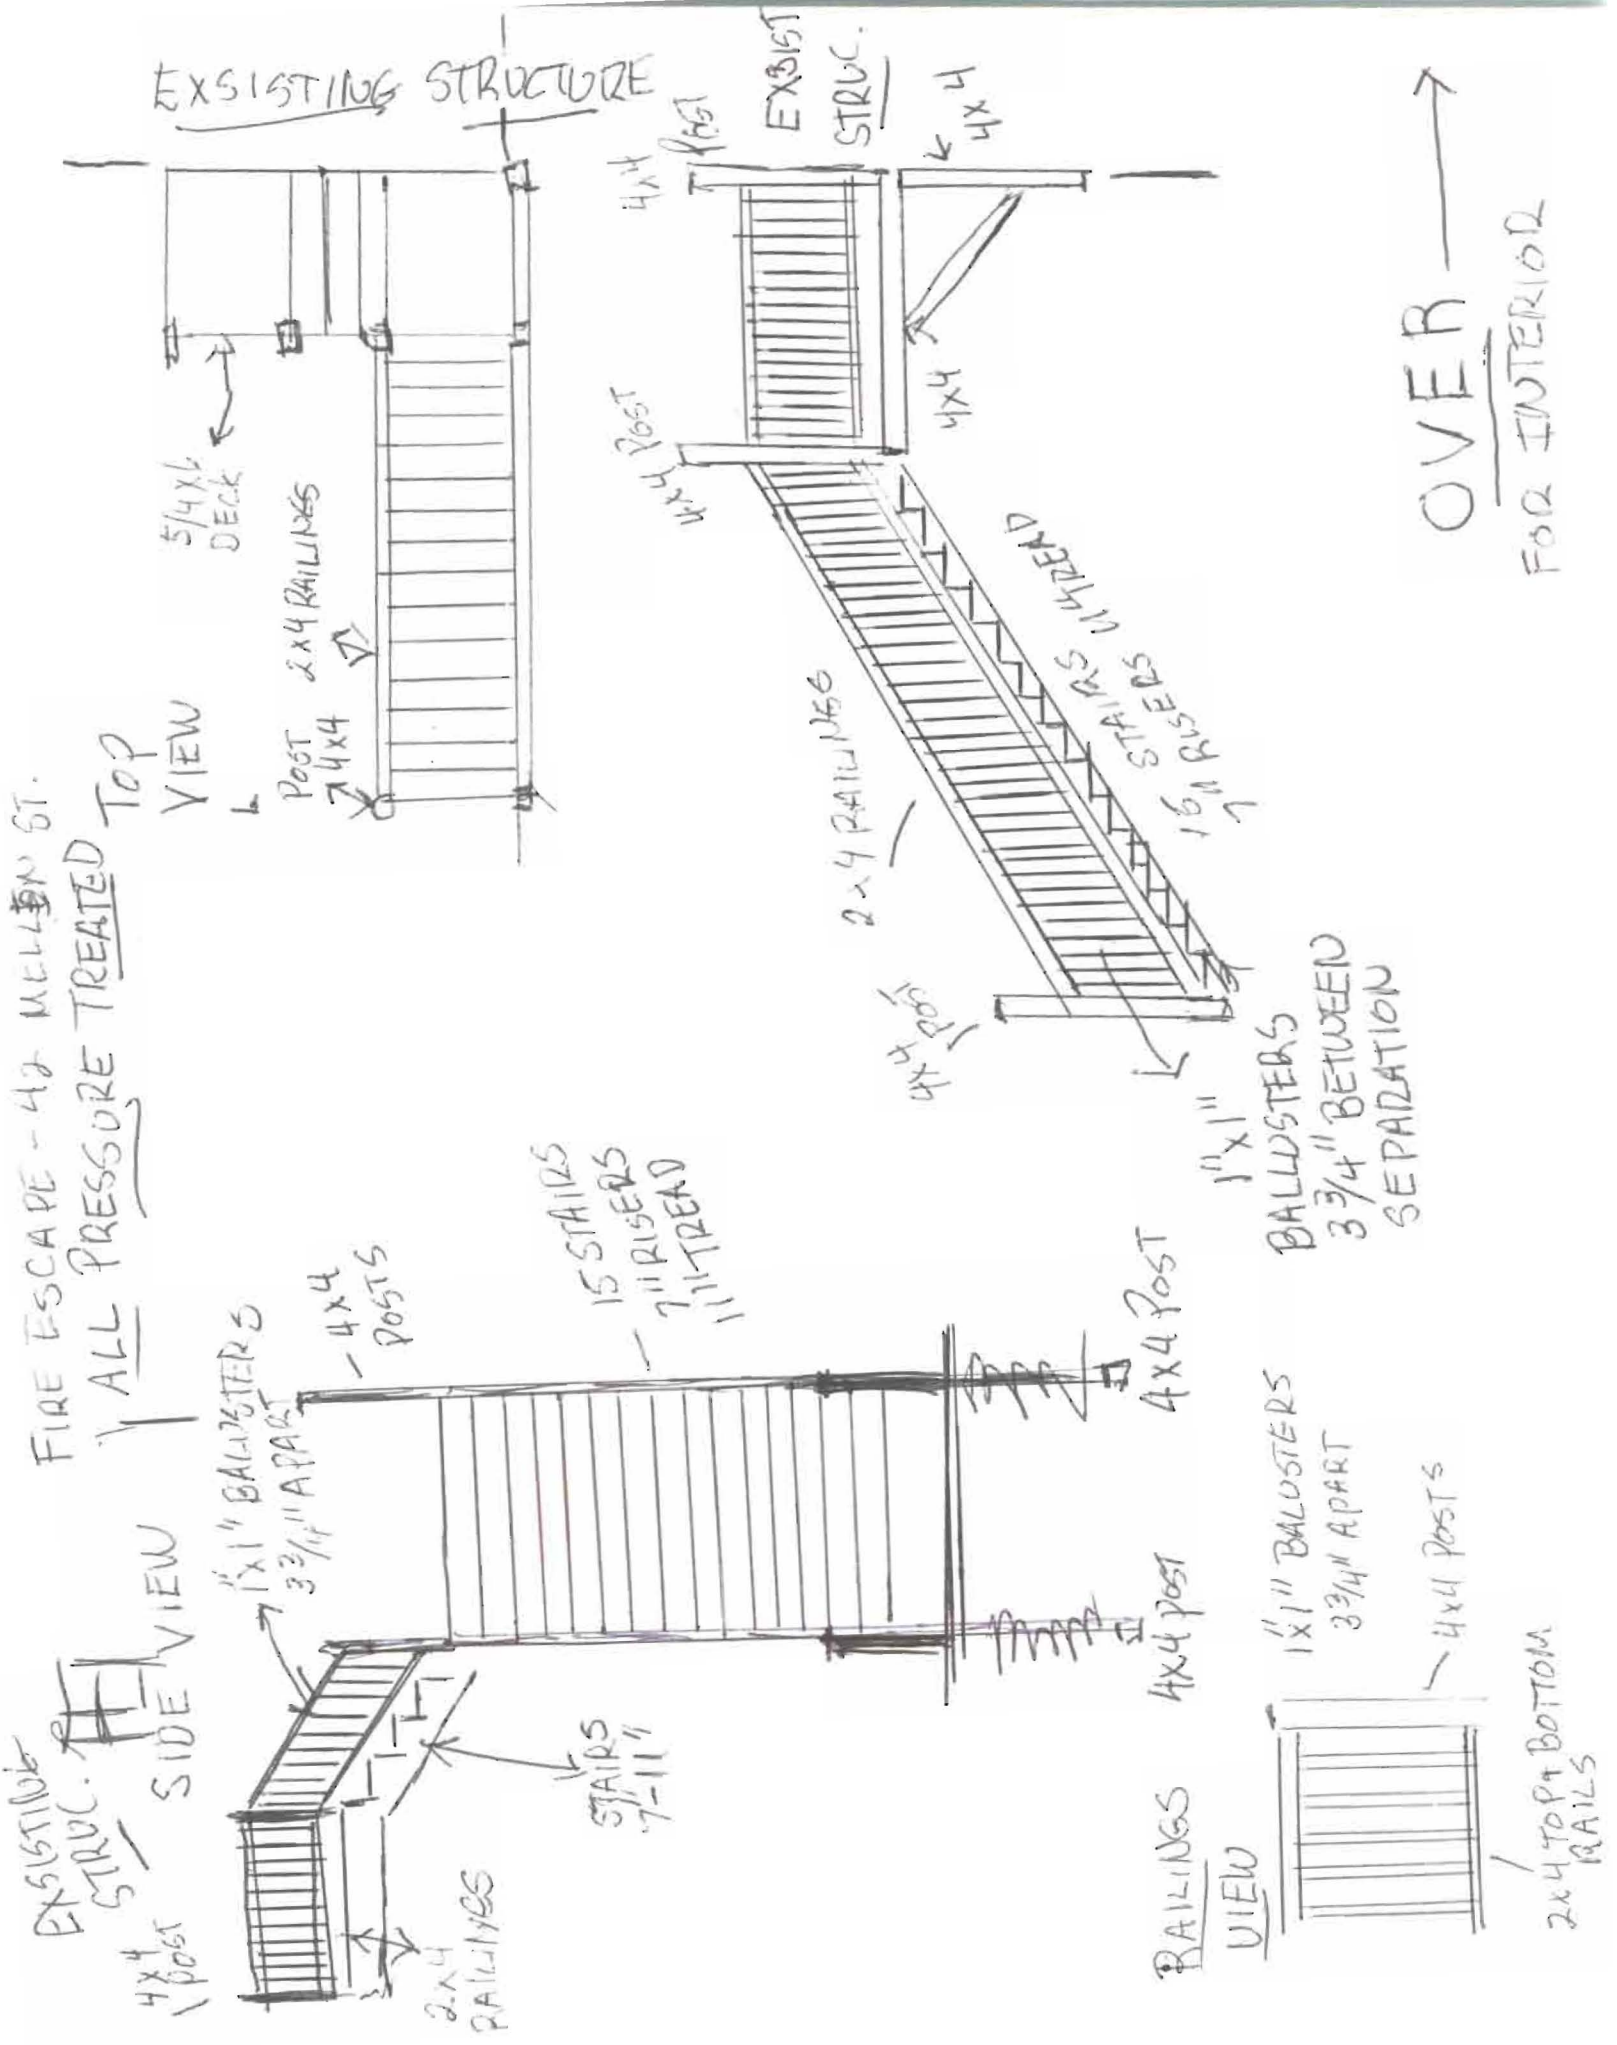 FIRE ESCAPE - 42 MELLEN ST.
ALL PRESSURE TREATED
EXSISTING
STRUC.
SIDE VIEW
4x4
POST
1"x1" BALUSTERS
3 3/4" APART
4x4
POSTS
2x4
RAILINGS
STAIRS
7-11"
15 STAIRS
7" RISERS
11" TREAD
4x4 POST
4x4 POST
RAILINGS
VIEW
1"x1" BALUSTERS
3 3/4" APART
4x4 POSTS
2x4 TOP & BOTTOM
RAILS
TOP
VIEW
EXSISTING STRUCTURE
5/4x6
DECK
POST
4x4
2x4 RAILINGS
4x4 POST
EXSIST
STRUC.
4x4
4x4
4x4 POST
2x4 RAILINGS
4x4
POST
15 STAIRS 11" TREAD
7" RISERS
1"x1"
BALLUSTERS
3 3/4" BETWEEN
SEPARATION
OVER
FOR INTERIOR